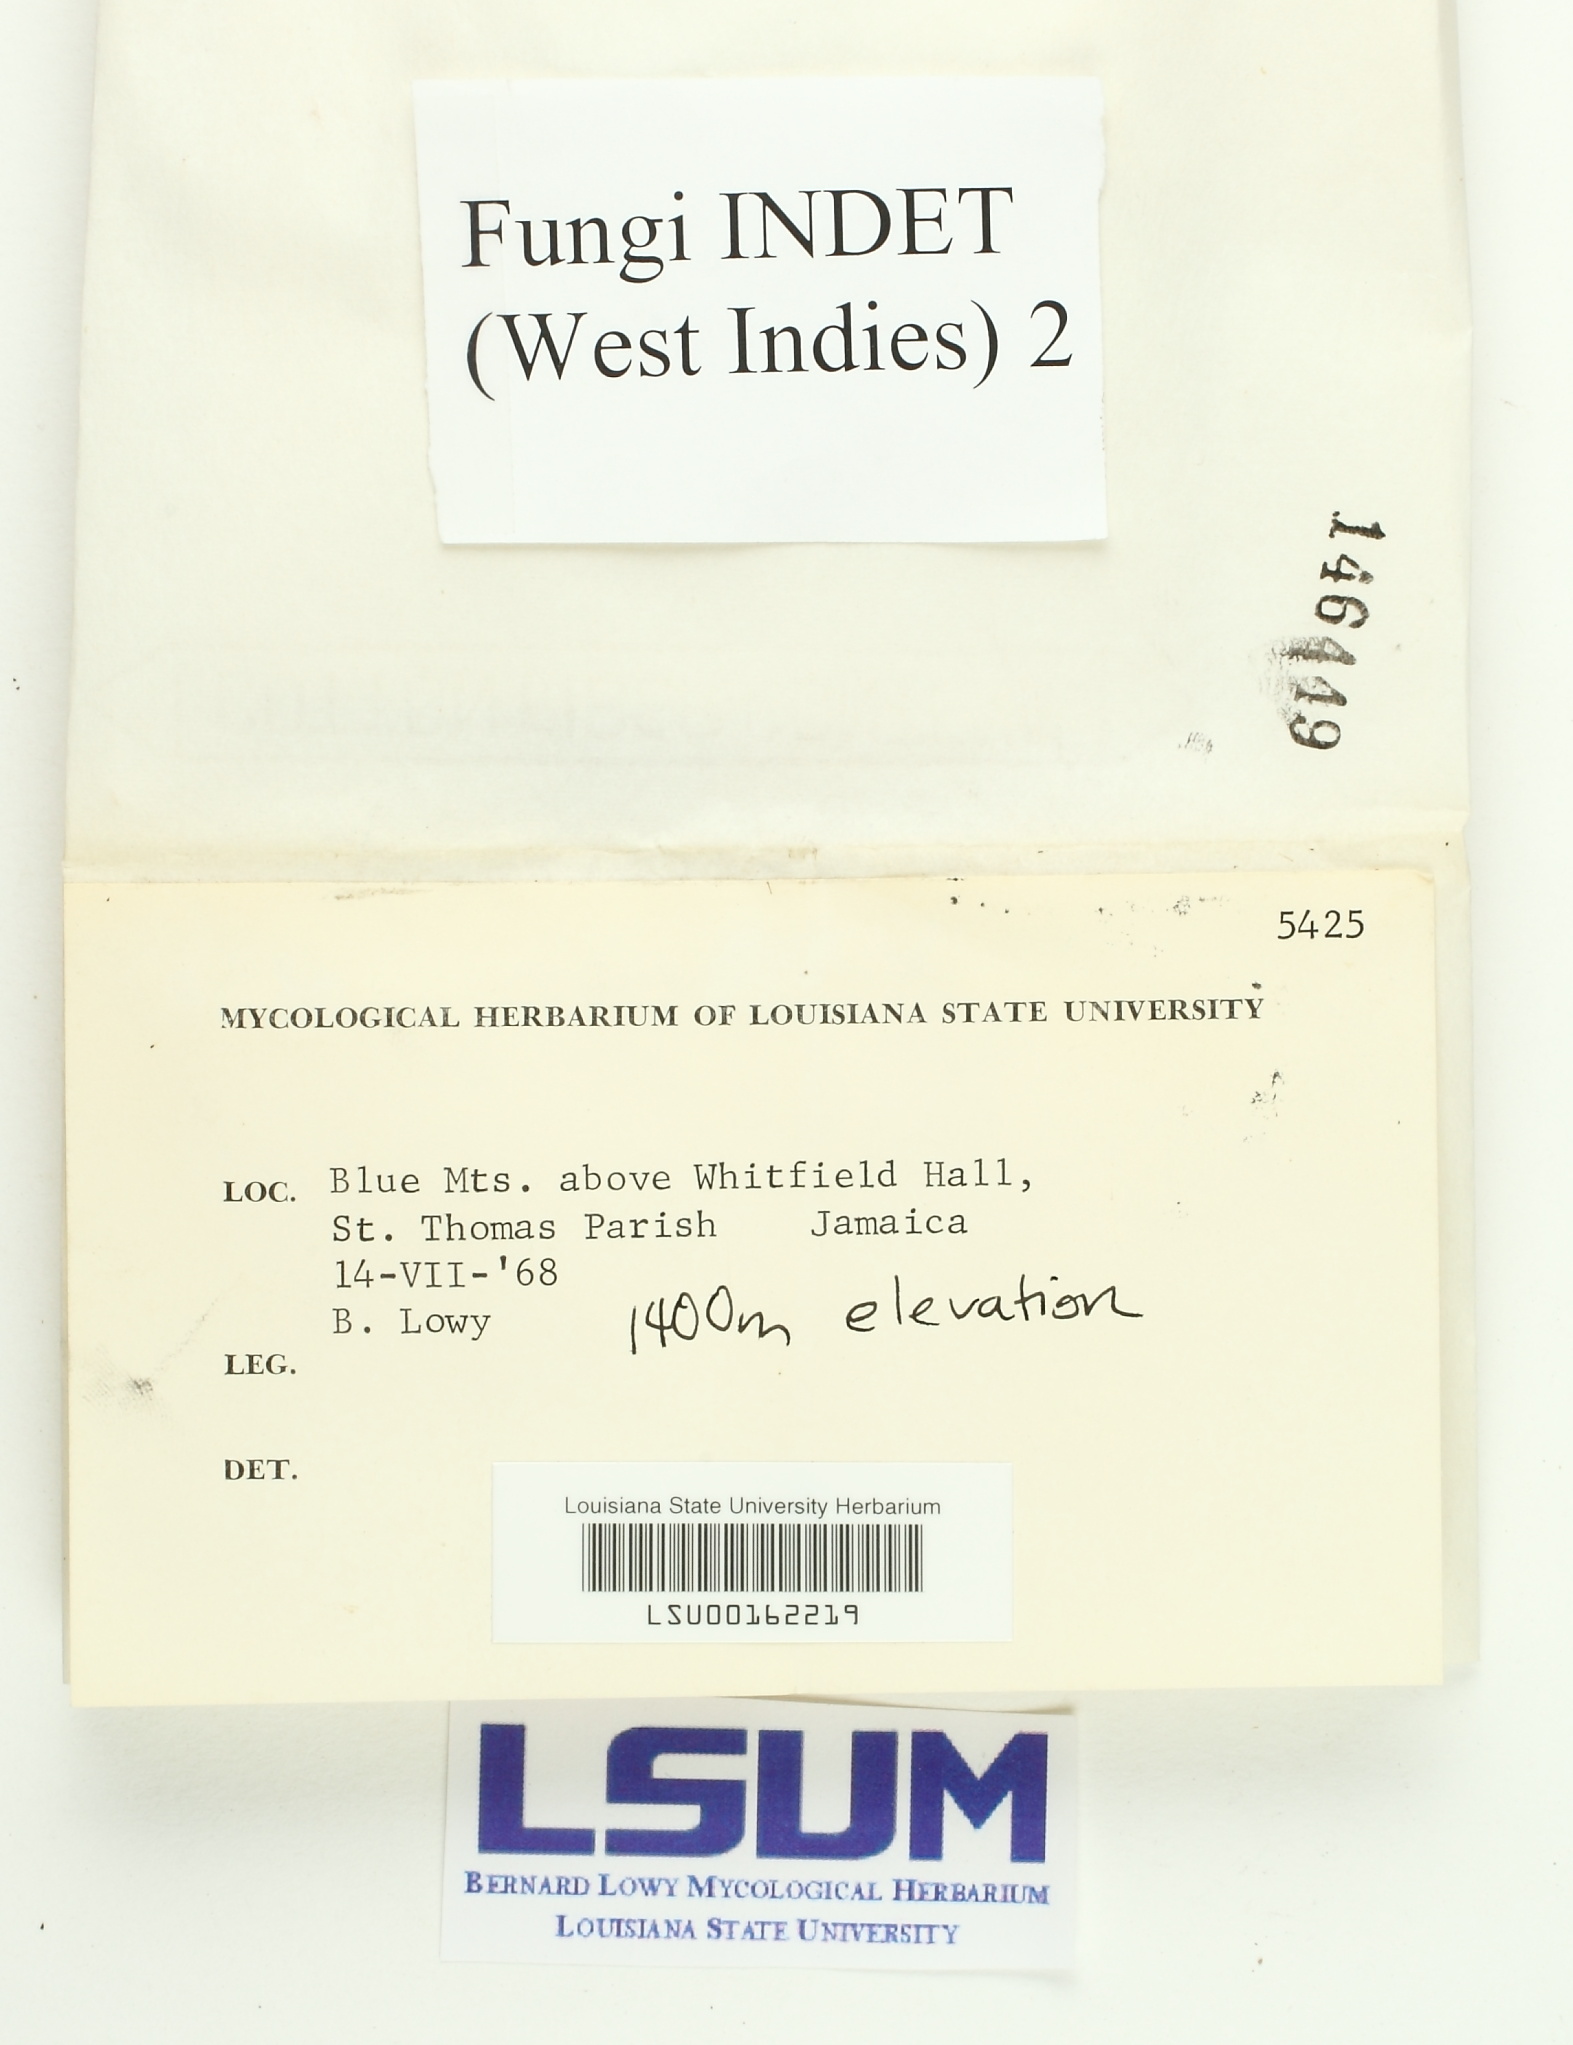 Fungi INDET
(West Indies) 2
5425
MYCOLOGICAL HERBARIUM OF LOUISIANA STATE UNIVERSITY
LOC. Blue Mts. above Whitfield Hall,
St. Thomas Parish Jamaica
14-VII-'68
B. Lowy 1400m elevation
LEG.
DET.
Louisiana State University Herbarium
LSU00162219
LSUM
BERNARD LOWY MYCOLOGICAL HERBARIUM
LOUISIANA STATE UNIVERSITY